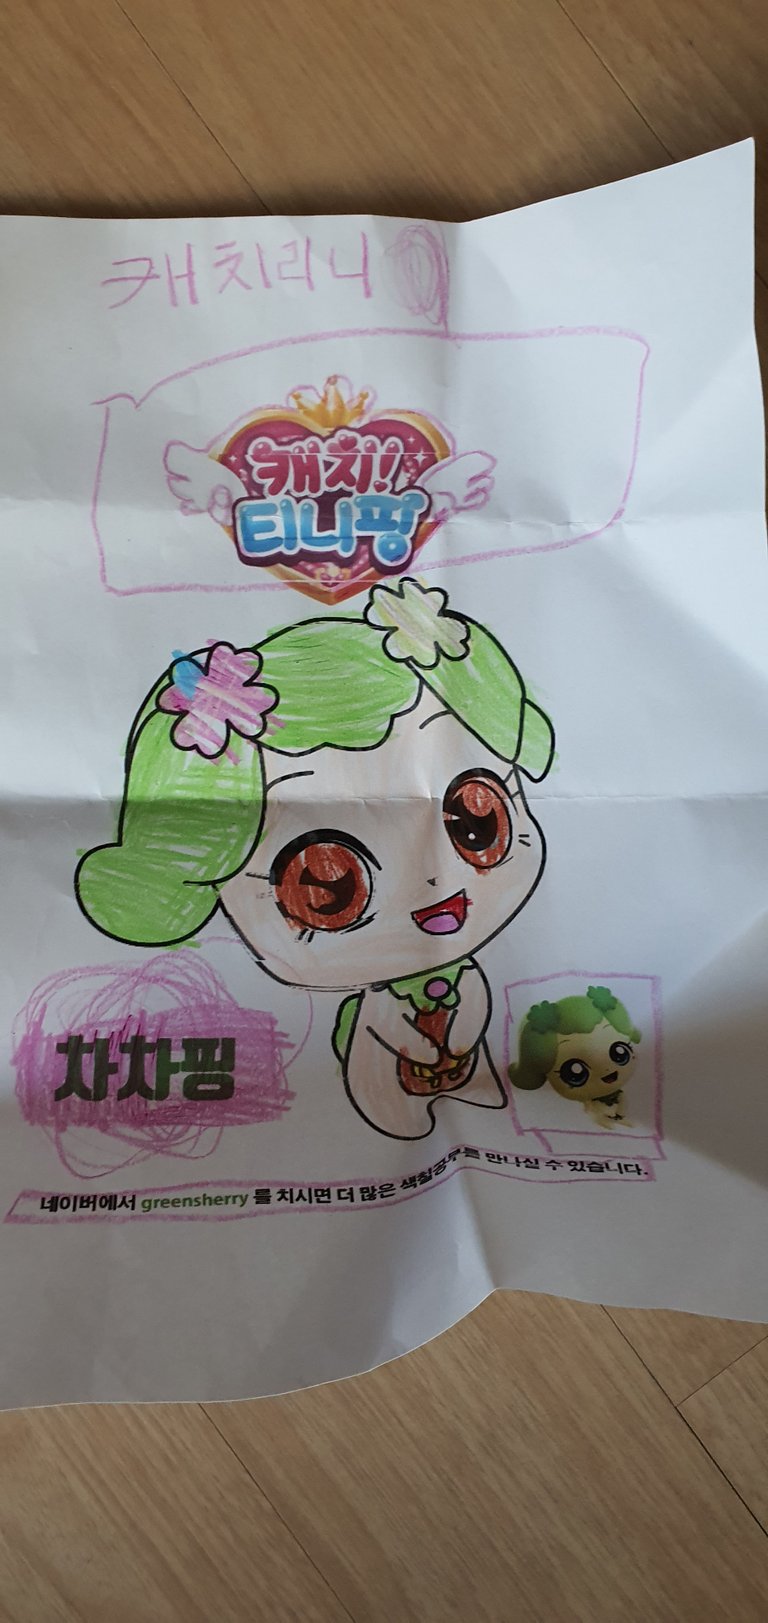 캐치리니
캐치!
티니핑
차차핑
네이버에서 greensherry 를 치시면 더 많은 색칠공부를 만나실 수 있습니다.